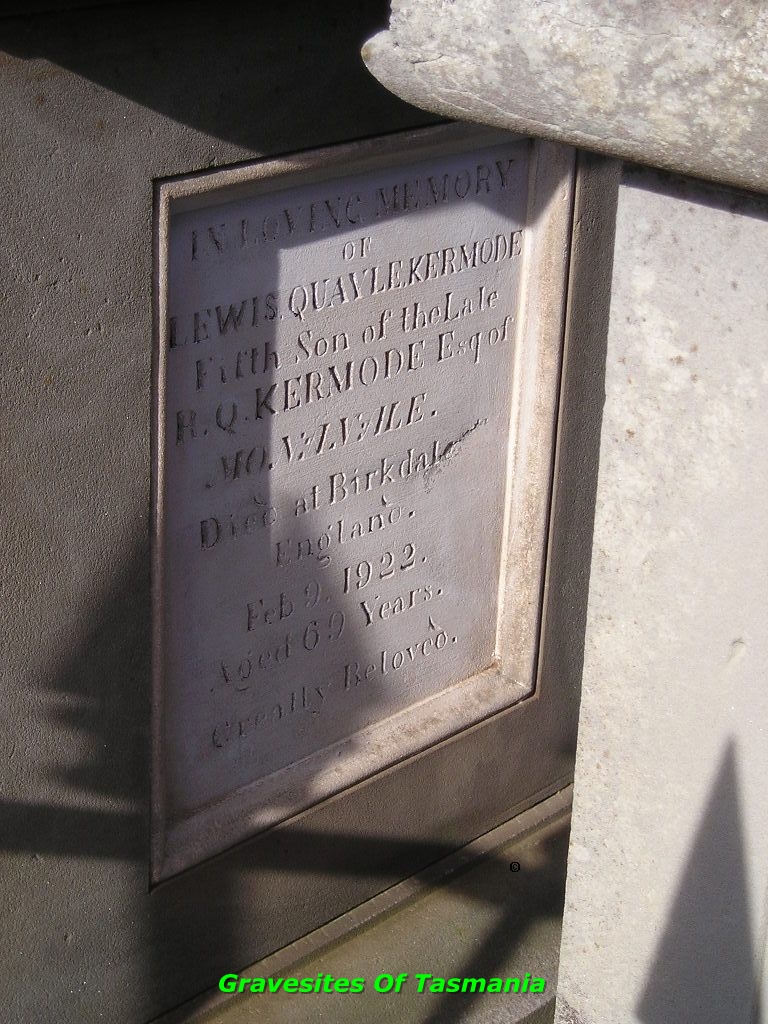 IN LOVING MEMORY
OF
LEWIS QUAYLE KERMODE
Fifth Son of the Late
R.Q. KERMODE Esq of
MONA VALE.
Died at Birkdale
England.
Feb 9. 1922.
Aged 69 Years.
Greatly Beloved.
©
Gravesites Of Tasmania